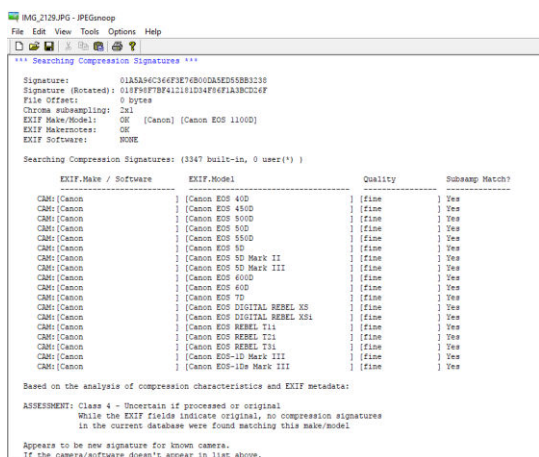 IMG_2129.JPG - JPEGsnoop
File Edit View Tools Options Help
*** Searching Compression Signatures ***
Signature: 01A5A96C366F3E76B00DA5ED55BB3238
Signature (Rotated): 018F98F7BF412181D34F86F1A3BCD26F
File Offset: 0 bytes
Chroma subsampling: 2x1
EXIF Make/Model: OK [Canon] [Canon EOS 1100D]
EXIF Makernotes: OK
EXIF Software: NONE
Searching Compression Signatures: (3347 built-in, 0 user(*) )
EXIF.Make / Software EXIF.Model Quality Subsamp Match?
------------------------- ----------------------------------- ---------------- --------------
CAM:[Canon ] [Canon EOS 40D ] [fine ] Yes
CAM:[Canon ] [Canon EOS 450D ] [fine ] Yes
CAM:[Canon ] [Canon EOS 500D ] [fine ] Yes
CAM:[Canon ] [Canon EOS 50D ] [fine ] Yes
CAM:[Canon ] [Canon EOS 550D ] [fine ] Yes
CAM:[Canon ] [Canon EOS 5D ] [fine ] Yes
CAM:[Canon ] [Canon EOS 5D Mark II ] [fine ] Yes
CAM:[Canon ] [Canon EOS 5D Mark III ] [fine ] Yes
CAM:[Canon ] [Canon EOS 600D ] [fine ] Yes
CAM:[Canon ] [Canon EOS 60D ] [fine ] Yes
CAM:[Canon ] [Canon EOS 7D ] [fine ] Yes
CAM:[Canon ] [Canon EOS DIGITAL REBEL XS ] [fine ] Yes
CAM:[Canon ] [Canon EOS DIGITAL REBEL XSi ] [fine ] Yes
CAM:[Canon ] [Canon EOS REBEL T1i ] [fine ] Yes
CAM:[Canon ] [Canon EOS REBEL T2i ] [fine ] Yes
CAM:[Canon ] [Canon EOS REBEL T3i ] [fine ] Yes
CAM:[Canon ] [Canon EOS-1D Mark III ] [fine ] Yes
CAM:[Canon ] [Canon EOS-1Ds Mark III ] [fine ] Yes
Based on the analysis of compression characteristics and EXIF metadata:
ASSESSMENT: Class 4 - Uncertain if processed or original
While the EXIF fields indicate original, no compression signatures
in the current database were found matching this make/model
Appears to be new signature for known camera.
If the camera/software doesn't appear in list above,